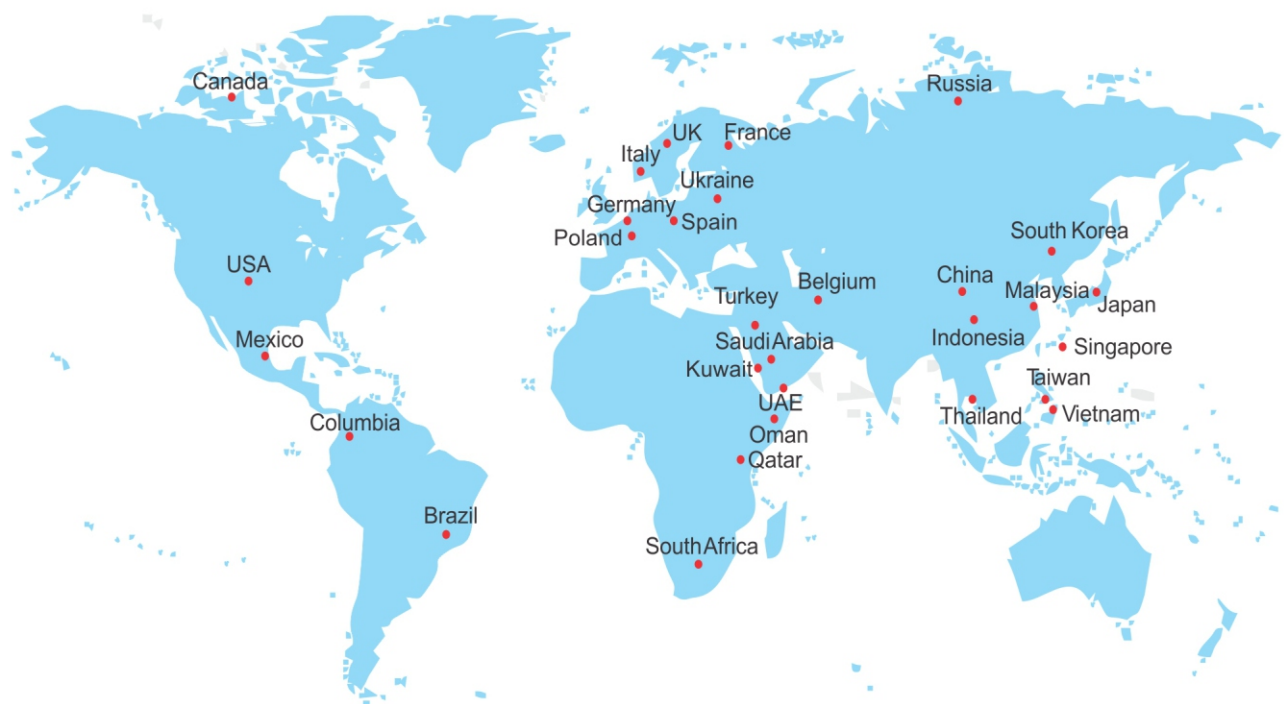 Canada
Russia
UK
France
Italy
Ukraine
Germany
Spain
Poland
South Korea
USA
China
Belgium
Malaysia
Turkey
Japan
Mexico
Saudi Arabia
Indonesia
Singapore
Kuwait
Taiwan
UAE
Thailand
Vietnam
Columbia
Oman
Qatar
Brazil
South Africa